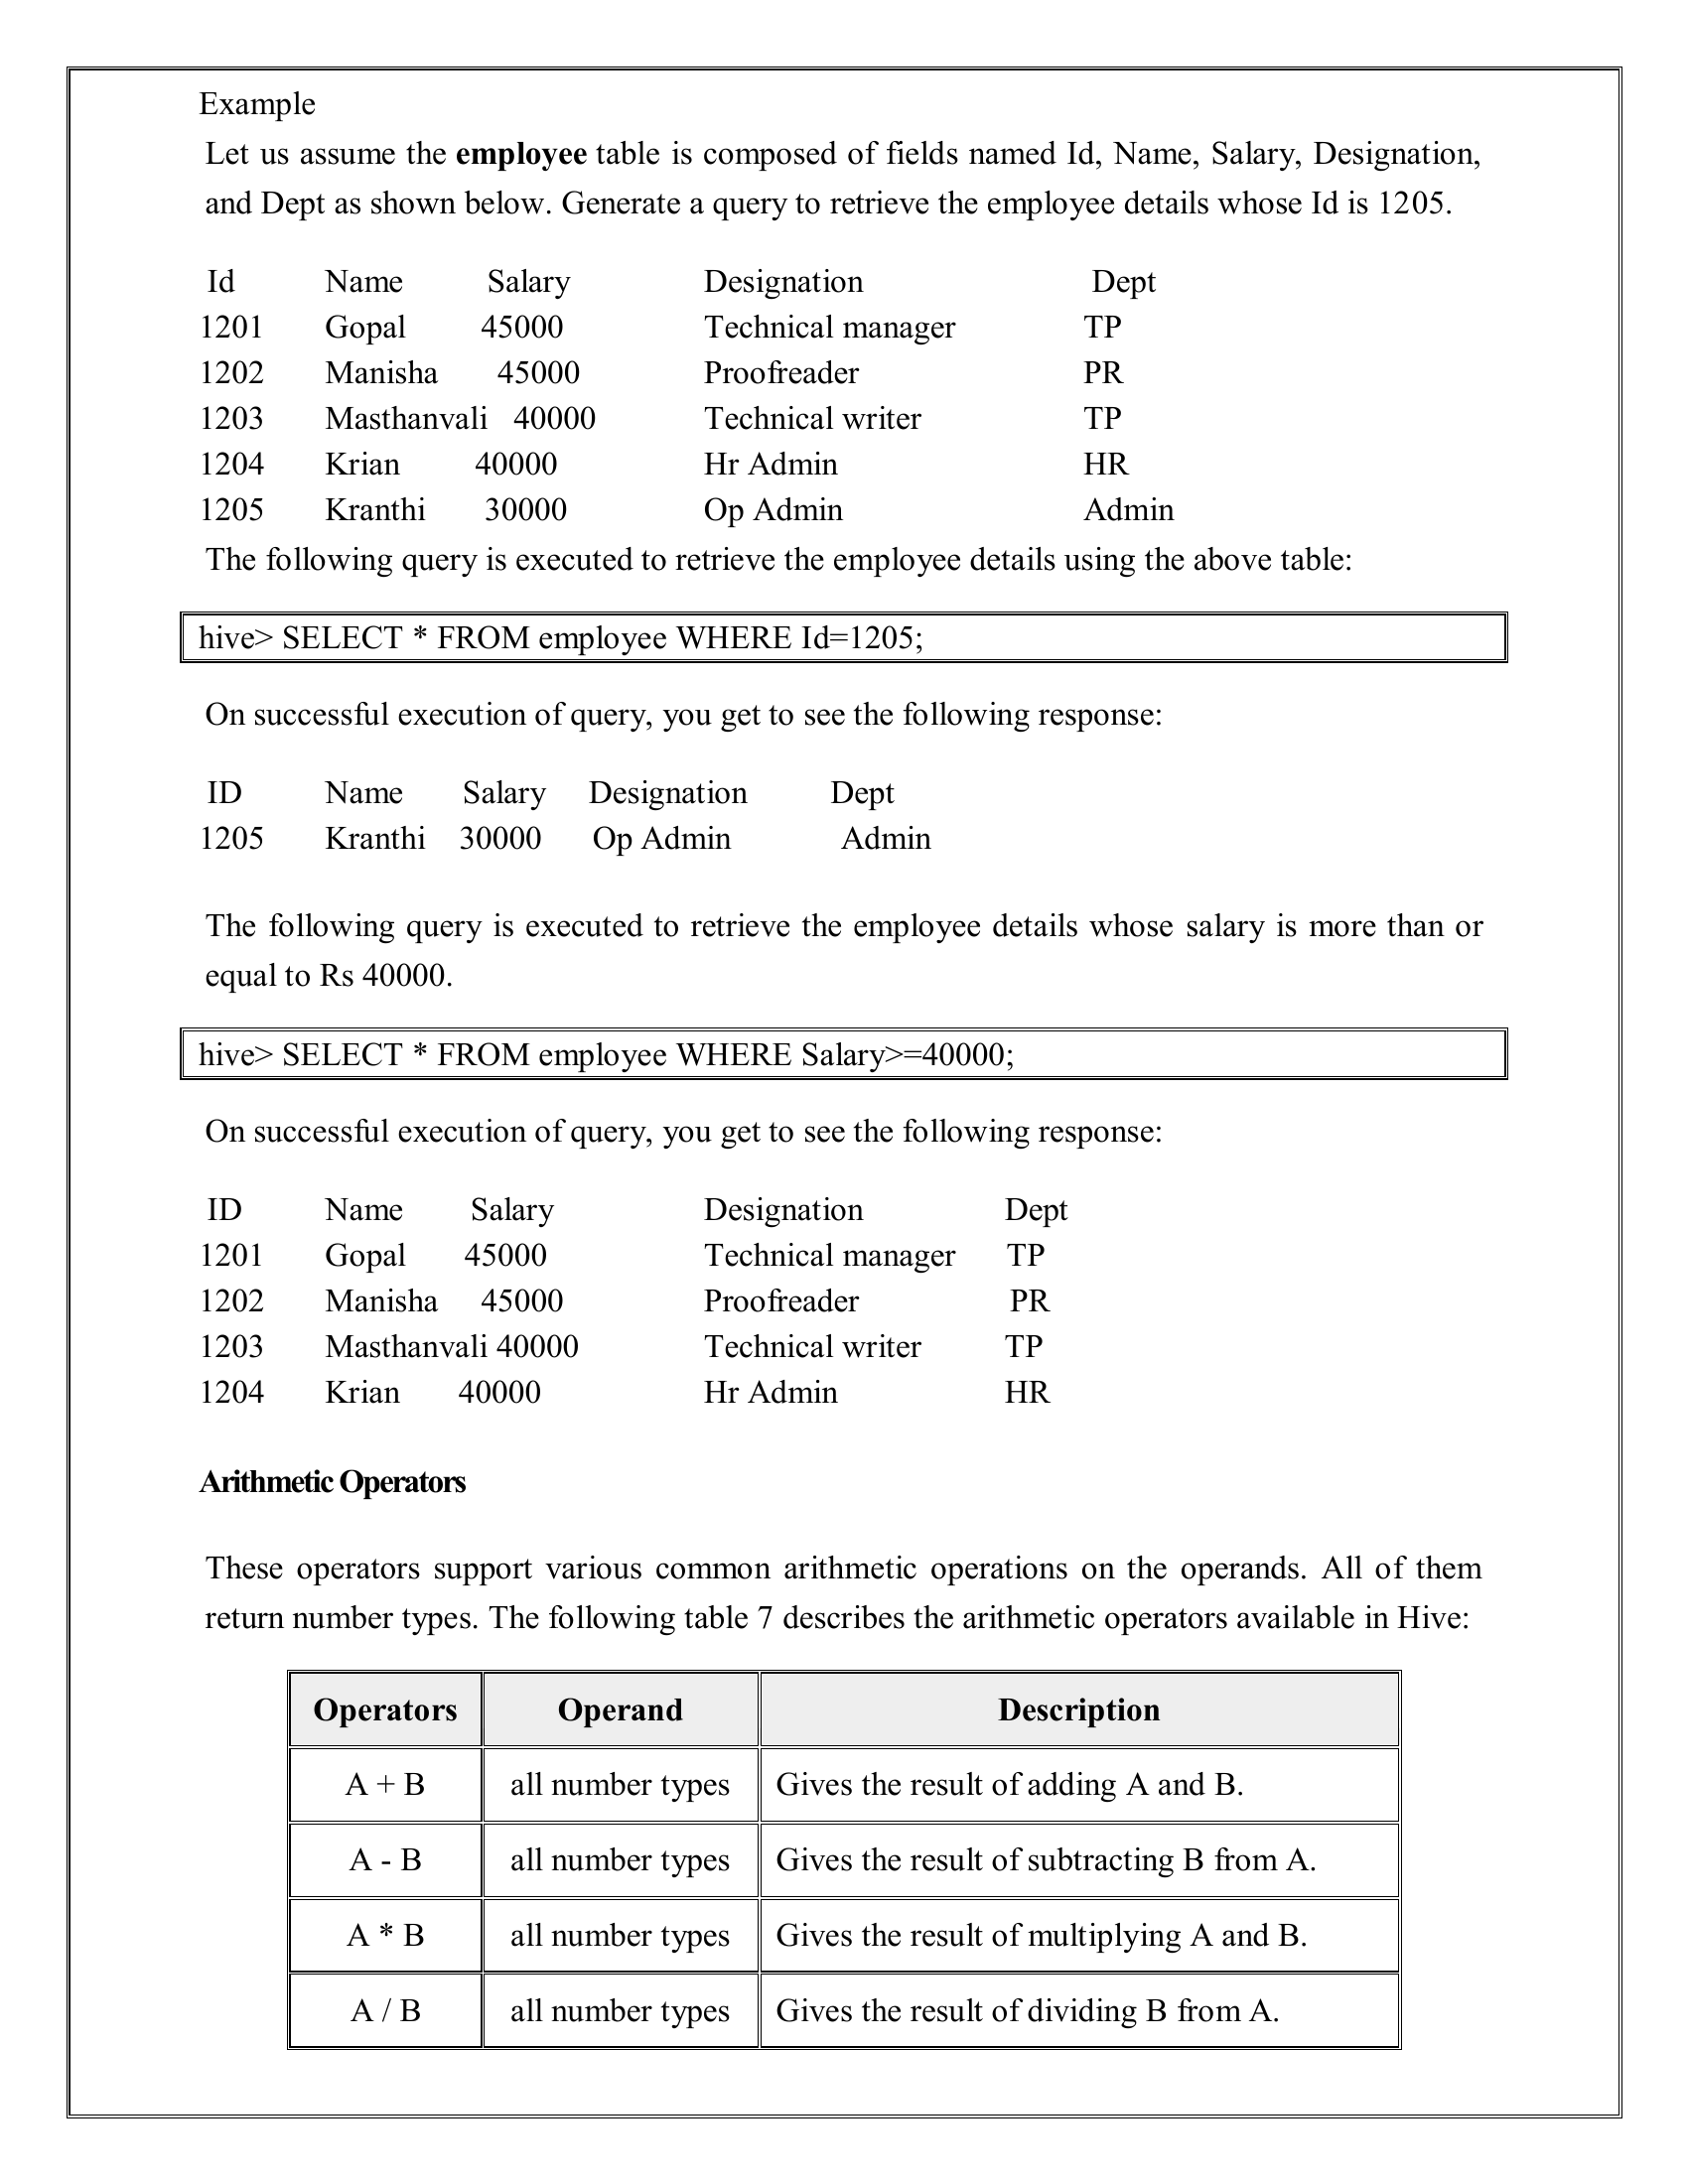 Example
Let us assume the employee table is composed of fields named Id, Name, Salary, Designation,
and Dept as shown below. Generate a query to retrieve the employee details whose Id is 1205.
Id Name Salary Designation Dept
1201 Gopal 45000 Technical manager TP
1202 Manisha 45000 Proofreader PR
1203 Masthanvali 40000 Technical writer TP
1204 Krian 40000 Hr Admin HR
1205 Kranthi 30000 Op Admin Admin
The following query is executed to retrieve the employee details using the above table:
hive> SELECT * FROM employee WHERE Id=1205;
On successful execution of query, you get to see the following response:
ID Name Salary Designation Dept
1205 Kranthi 30000 Op Admin Admin
The following query is executed to retrieve the employee details whose salary is more than or
equal to Rs 40000.
hive> SELECT * FROM employee WHERE Salary>=40000;
On successful execution of query, you get to see the following response:
ID Name Salary Designation Dept
1201 Gopal 45000 Technical manager TP
1202 Manisha 45000 Proofreader PR
1203 Masthanvali 40000 Technical writer TP
1204 Krian 40000 Hr Admin HR
Arithmetic Operators
These operators support various common arithmetic operations on the operands. All of them
return number types. The following table 7 describes the arithmetic operators available in Hive:
Operators Operand Description
A + B all number types Gives the result of adding A and B.
A - B all number types Gives the result of subtracting B from A.
A * B all number types Gives the result of multiplying A and B.
A / B all number types Gives the result of dividing B from A.